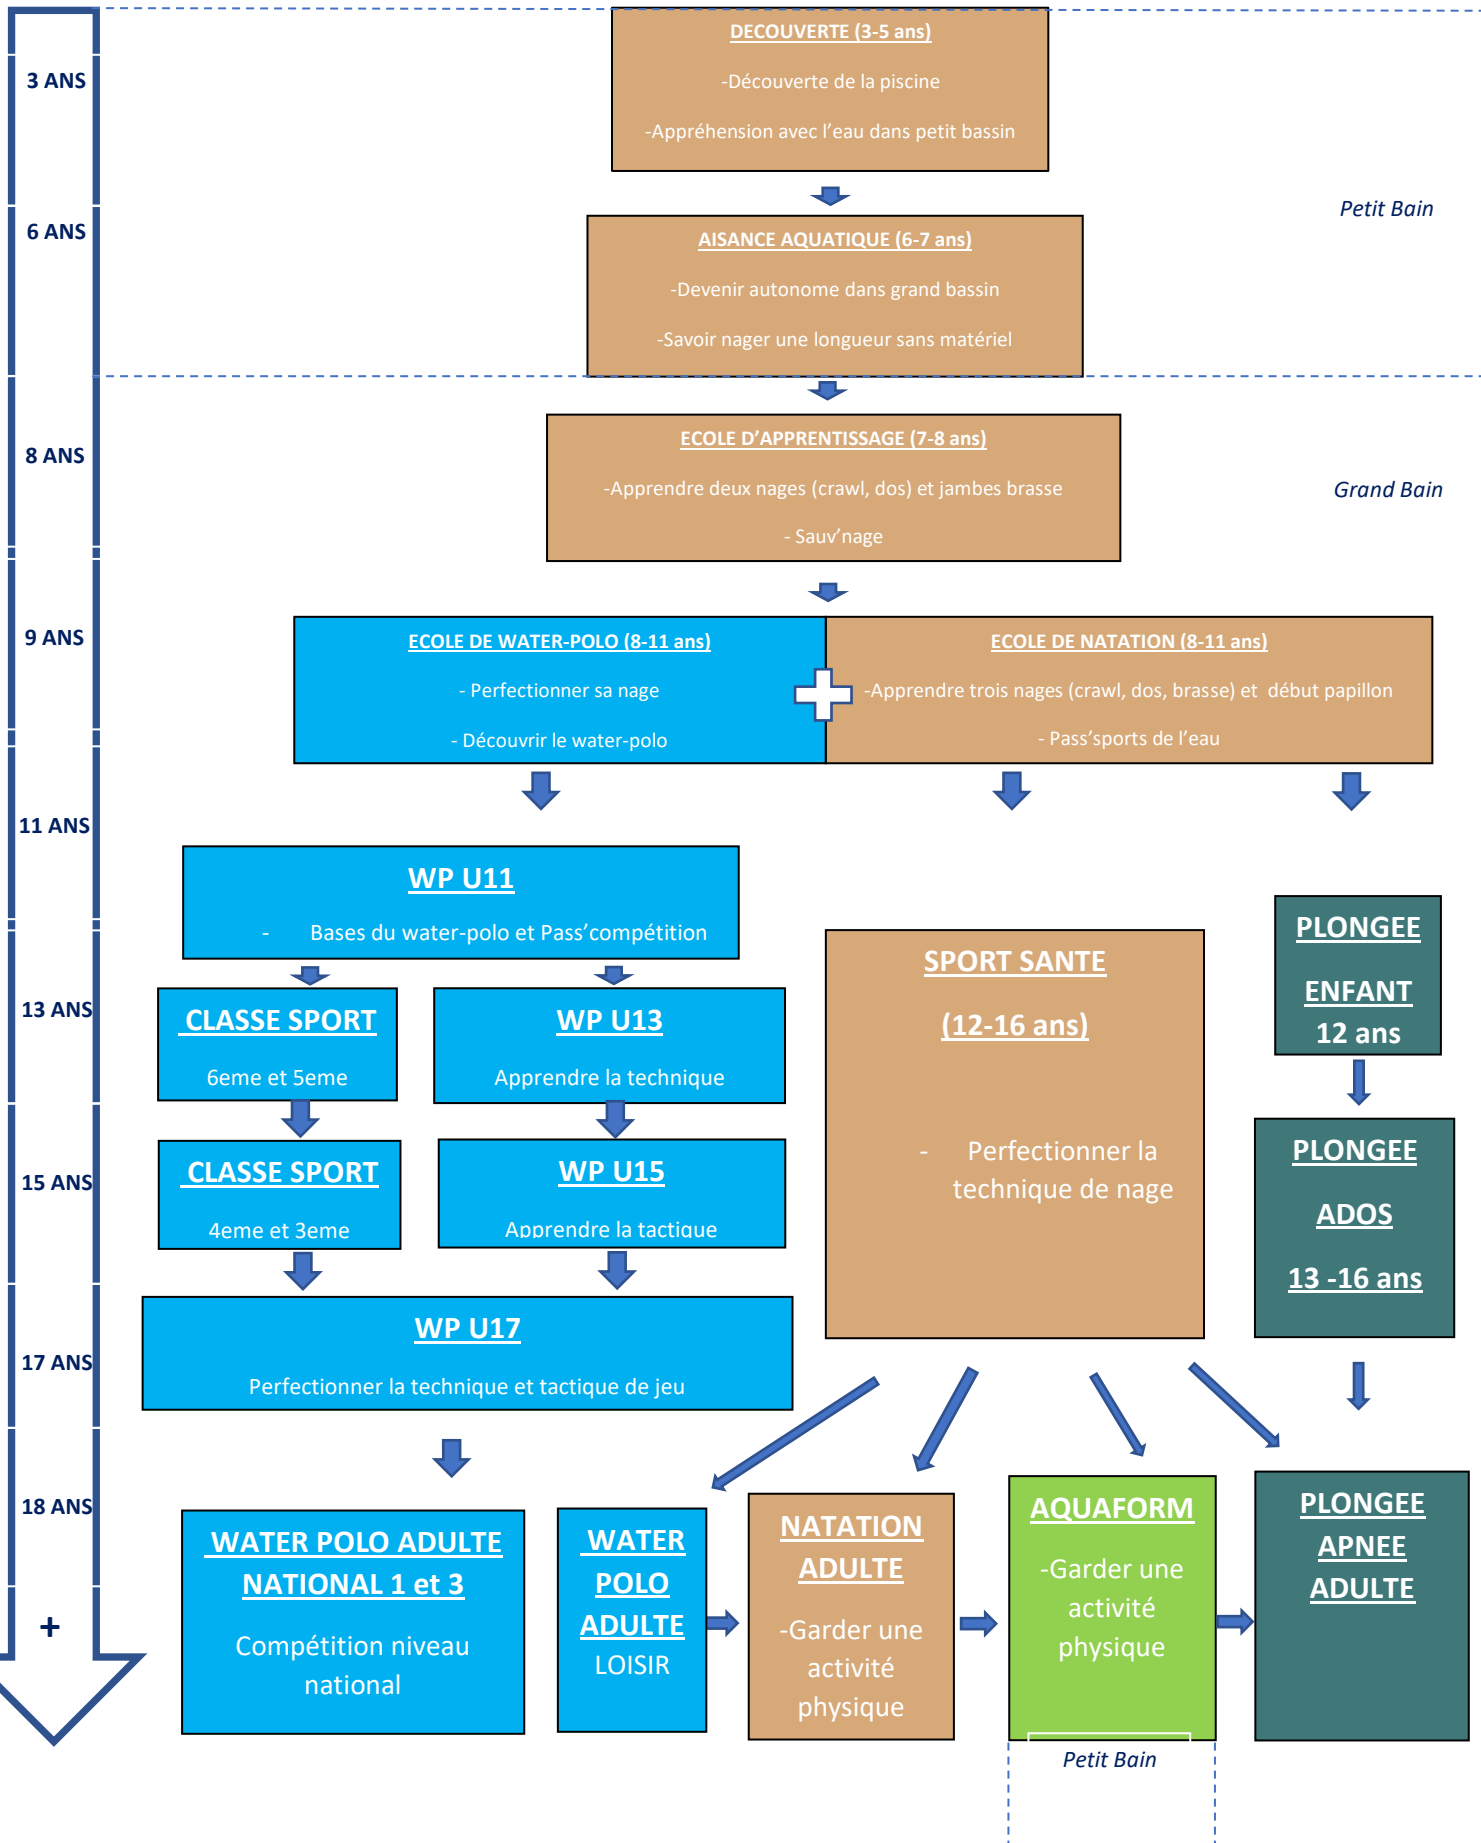 3 ANS
6 ANS
8 ANS
9 ANS
11 ANS
13 ANS
15 ANS
17 ANS
18 ANS
+
DECOUVERTE (3-5 ans)
-Découverte de la piscine
-Appréhension avec l'eau dans petit bassin
Petit Bain
AISANCE AQUATIQUE (6-7 ans)
-Devenir autonome dans grand bassin
-Savoir nager une longueur sans matériel
ECOLE D'APPRENTISSAGE (7-8 ans)
-Apprendre deux nages (crawl, dos) et jambes brasse
- Sauv'nage
Grand Bain
ECOLE DE WATER-POLO (8-11 ans)
- Perfectionner sa nage
- Découvrir le water-polo
ECOLE DE NATATION (8-11 ans)
-Apprendre trois nages (crawl, dos, brasse) et  début papillon
- Pass'sports de l'eau
WP U11
- Bases du water-polo et Pass'compétition
CLASSE SPORT
6eme et 5eme
WP U13
Apprendre la technique
CLASSE SPORT
4eme et 3eme
WP U15
Apprendre la tactique
WP U17
Perfectionner la technique et tactique de jeu
SPORT SANTE
(12-16 ans)
- Perfectionner la
technique de nage
PLONGEE
ENFANT
12 ans
PLONGEE
ADOS
13 -16 ans
WATER POLO ADULTE
NATIONAL 1 et 3
Compétition niveau
national
WATER
POLO
ADULTE
LOISIR
NATATION
ADULTE
-Garder une
activité
physique
AQUAFORM
-Garder une
activité
physique
Petit Bain
PLONGEE
APNEE
ADULTE